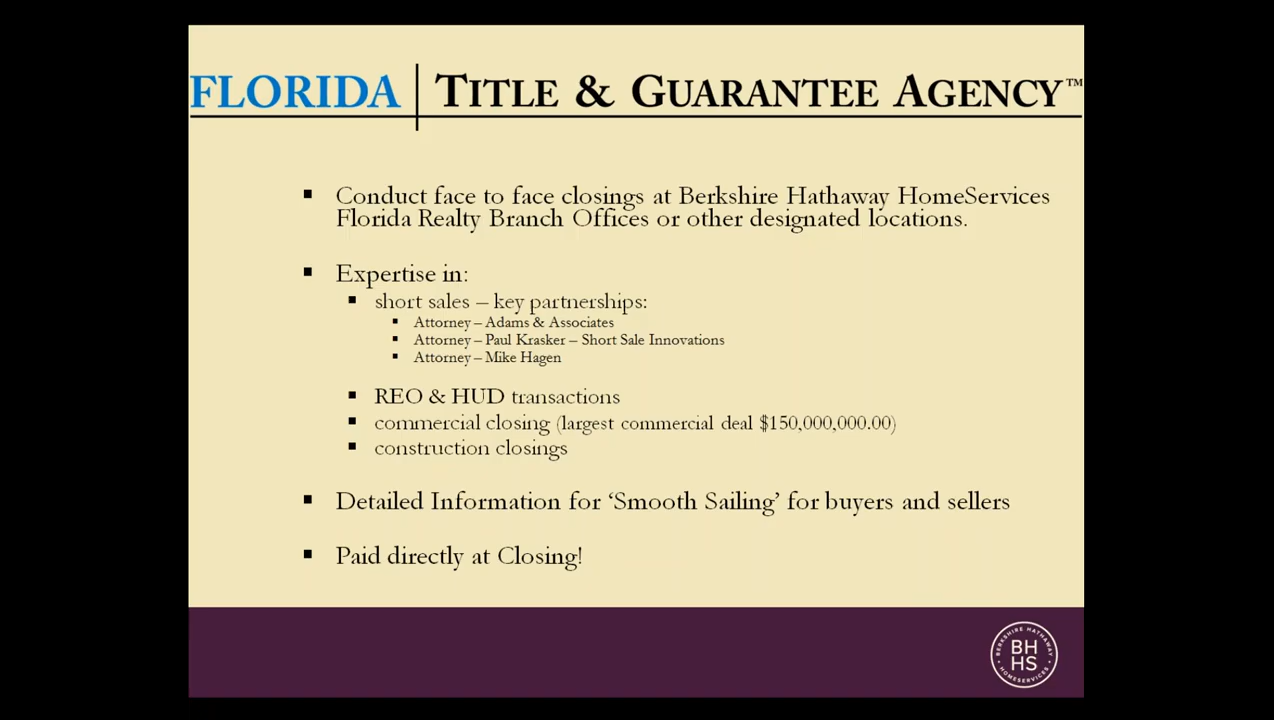 FLORIDA | TITLE & GUARANTEE AGENCY™
▪ Conduct face to face closings at Berkshire Hathaway HomeServices
Florida Realty Branch Offices or other designated locations.
▪ Expertise in:
▪ short sales – key partnerships:
▪ Attorney – Adams & Associates
▪ Attorney – Paul Krasker – Short Sale Innovations
▪ Attorney – Mike Hagen
▪ REO & HUD transactions
▪ commercial closing (largest commercial deal $150,000,000.00)
▪ construction closings
▪ Detailed Information for ‘Smooth Sailing’ for buyers and sellers
▪ Paid directly at Closing!
BERKSHIRE HATHAWAY
BH
HS
HOMESERVICES